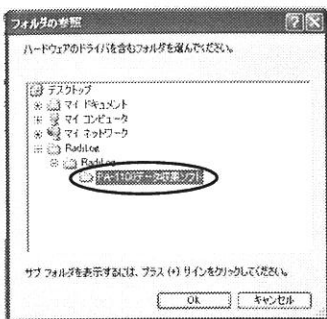 フォルダの参照
ハードウェアのドライバを含むフォルダを選んでください。
デスクトップ
マイ ドキュメント
マイ コンピュータ
マイ ネットワーク
RadiLog
RadiLog
PA-1100データ収集ソフト
サブ フォルダを表示するには、プラス (+) サインをクリックしてください。
OK
キャンセル